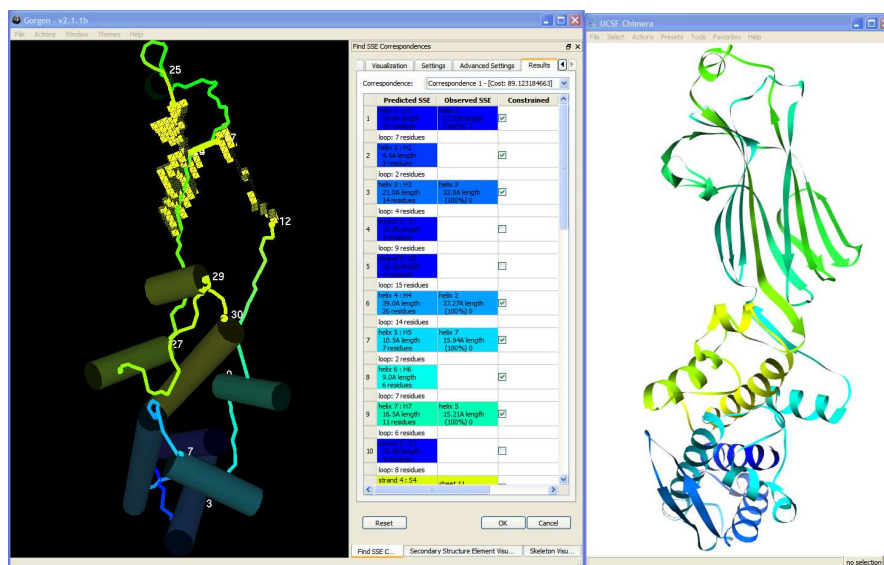 Gorgon - v2.1.1b
File Actions Window Themes Help
25
12
29
30
27
7
3
Find SSE Correspondences
Visualization Settings Advanced Settings Results
Correspondence: Correspondence 1 - [Cost: 89.123184663]
Predicted SSE Observed SSE Constrained
1
loop: 7 residues
2 helix 2 : H2
4.5A length
3 residues
loop: 2 residues
3 helix 3 : H3 helix 3
21.0A length 32.0A length
14 residues (100%) 0
loop: 4 residues
4
loop: 9 residues
5
loop: 15 residues
6 helix 4 : H4 helix 2
39.0A length 37.27A length
26 residues (100%) 0
loop: 14 residues
7 helix 5 : H5 helix 7
10.5A length 15.94A length
7 residues (100%) 0
loop: 2 residues
8 helix 6 : H6
9.0A length
6 residues
loop: 7 residues
9 helix 7 : H7 helix 5
16.5A length 15.21A length
11 residues (100%) 0
loop: 6 residues
10
loop: 8 residues
strand 4 : S4 sheet 11
Reset OK Cancel
Find SSE C... Secondary Structure Element Visu... Skeleton Visu...
UCSF Chimera
File Select Actions Presets Tools Favorites Help
no selection